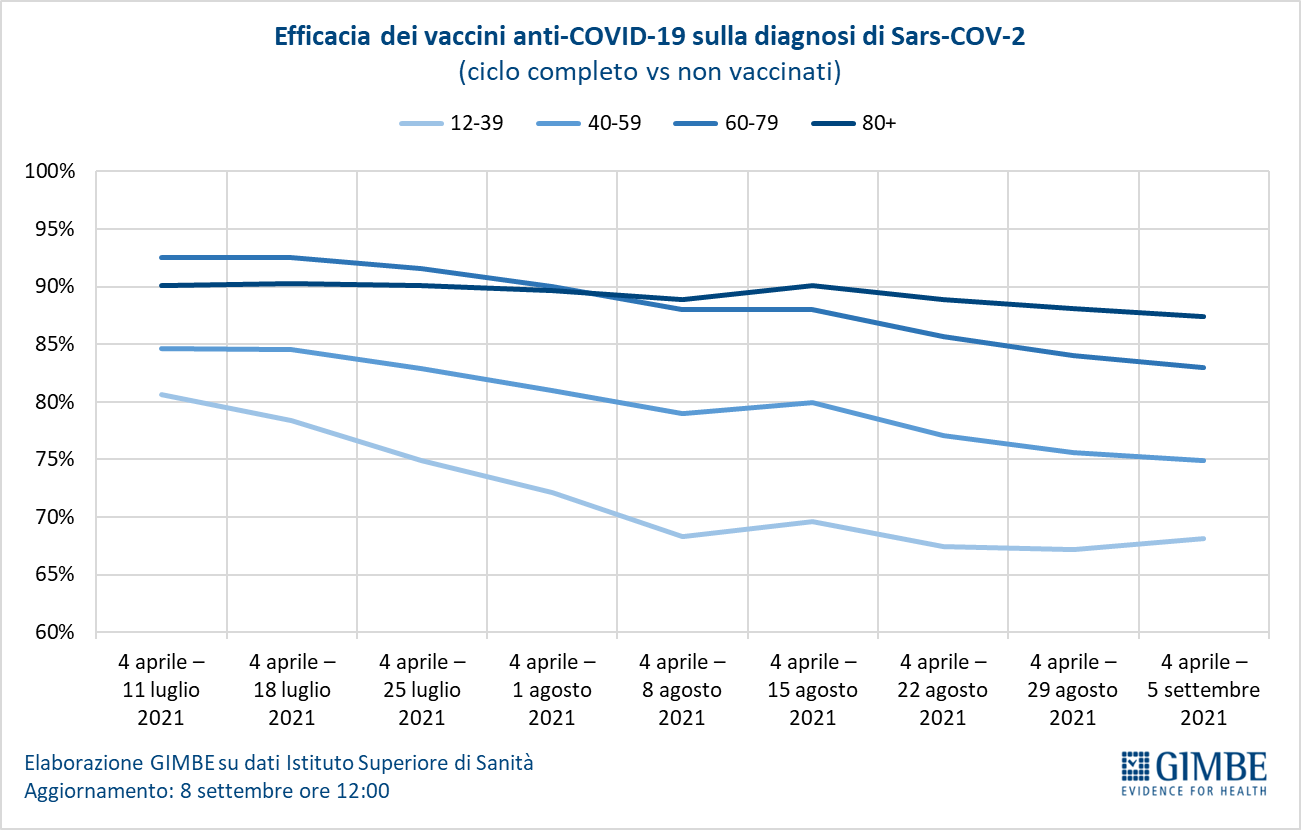 Efficacia dei vaccini anti-COVID-19 sulla diagnosi di Sars-COV-2
(ciclo completo vs non vaccinati)
12-39 40-59 60-79 80+
100%
95%
90%
85%
80%
75%
70%
65%
60%
4 aprile –
11 luglio
2021
4 aprile –
18 luglio
2021
4 aprile –
25 luglio
2021
4 aprile –
1 agosto
2021
4 aprile –
8 agosto
2021
4 aprile –
15 agosto
2021
4 aprile –
22 agosto
2021
4 aprile –
29 agosto
2021
4 aprile –
5 settembre
2021
Elaborazione GIMBE su dati Istituto Superiore di Sanità
Aggiornamento: 8 settembre ore 12:00
GIMBE
EVIDENCE FOR HEALTH